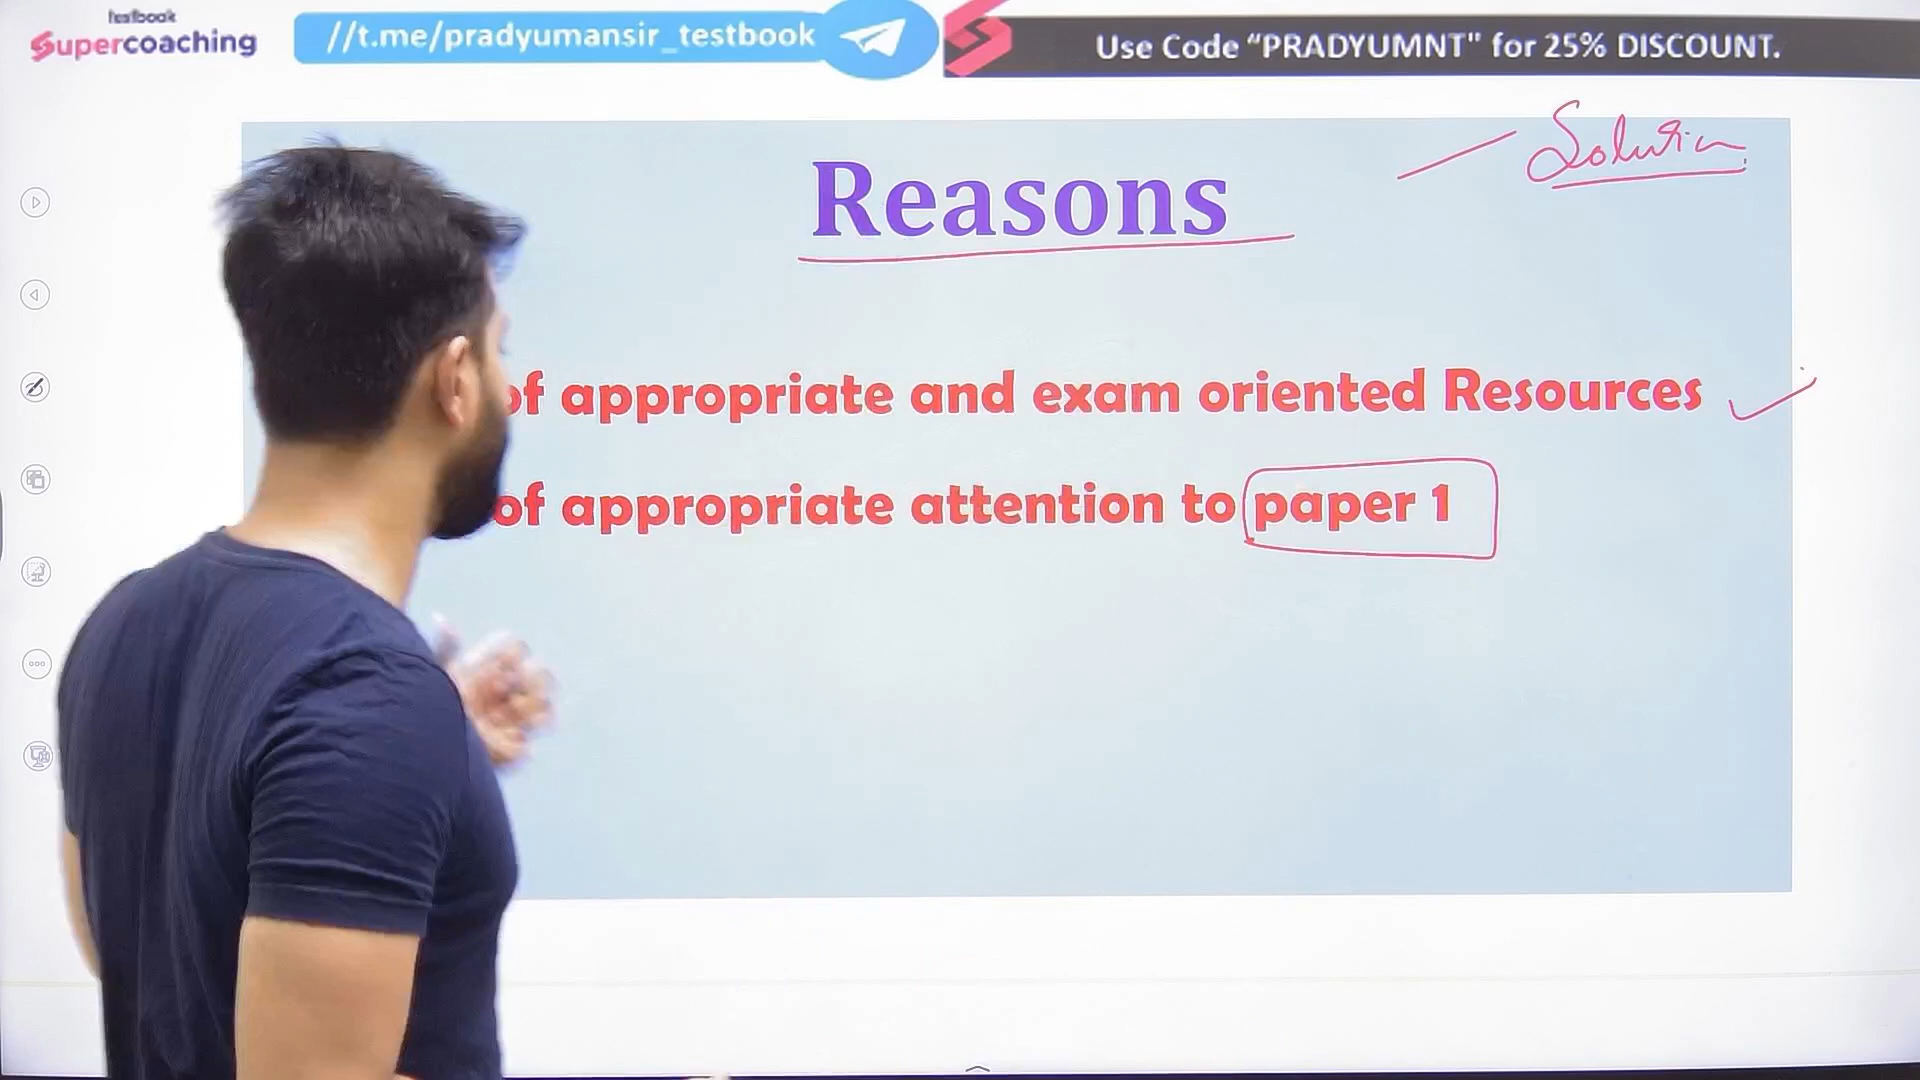 testbook
Supercoaching
//t.me/pradyumansir_testbook
Use Code “PRADYUMNT" for 25% DISCOUNT.
Solution
Reasons
of appropriate and exam oriented Resources
of appropriate attention to paper 1